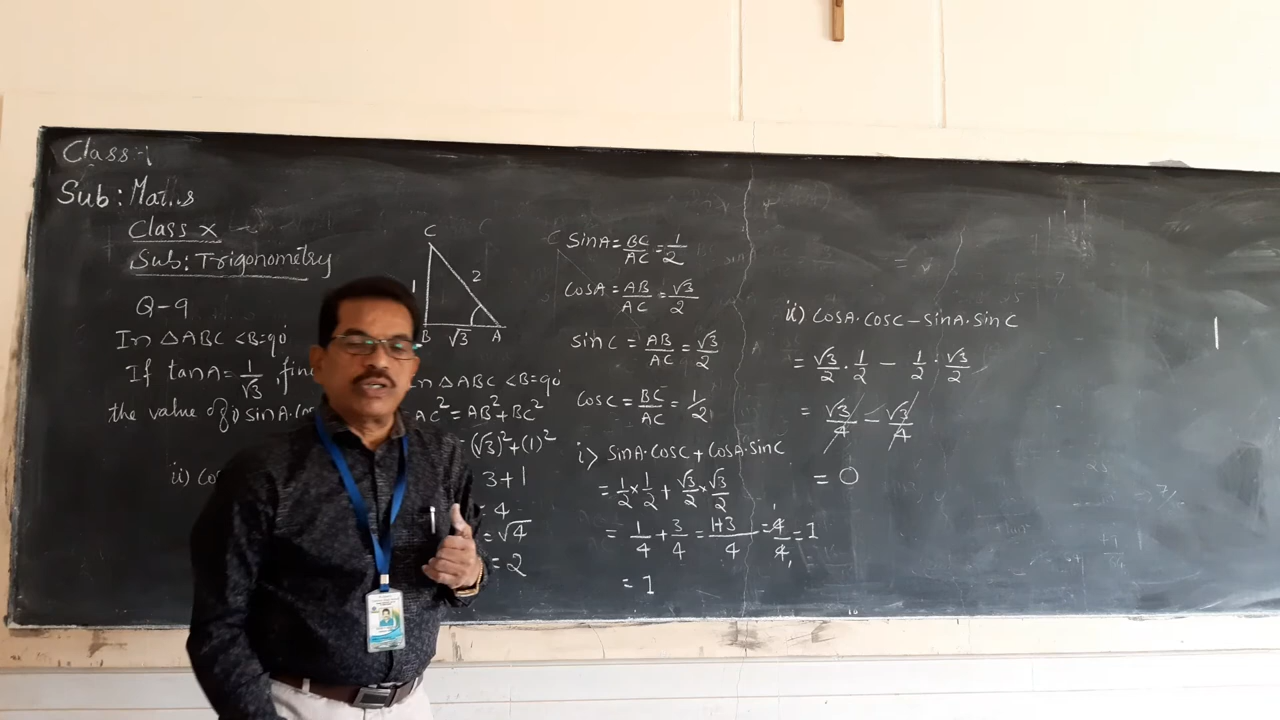 Class:-
Sub: Maths
Class X
Sub: Trigonometry
Q-9
In △ABC <B=90
If tanA = 1/√3, find
the value of i) sinA.
ii) Cos
C
1
2
B
√3
A
In △ABC <B=90
AC² = AB² + BC²
= (√3)² + (1)²
3+1
= 4
= √4
= 2
SinA = BC/AC = 1/2
CosA = AB/AC = √3/2
sinC = AB/AC = √3/2
CosC = BC/AC = 1/2
i> SinA·CosC + CosA·SinC
= 1/2 × 1/2 + √3/2 × √3/2
= 1/4 + 3/4 = 1+3/4 = 4/4 = 1
= 1
ii) CosA·CosC − SinA·SinC
= √3/2 · 1/2 − 1/2 · √3/2
= √3/4 − √3/4
= 0